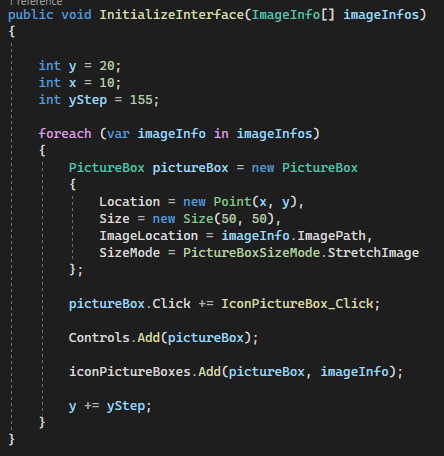 1 reference
public void InitializeInterface(ImageInfo[] imageInfos)
{
int y = 20;
int x = 10;
int yStep = 155;
foreach (var imageInfo in imageInfos)
{
PictureBox pictureBox = new PictureBox
{
Location = new Point(x, y),
Size = new Size(50, 50),
ImageLocation = imageInfo.ImagePath,
SizeMode = PictureBoxSizeMode.StretchImage
};
pictureBox.Click += IconPictureBox_Click;
Controls.Add(pictureBox);
iconPictureBoxes.Add(pictureBox, imageInfo);
y += yStep;
}
}